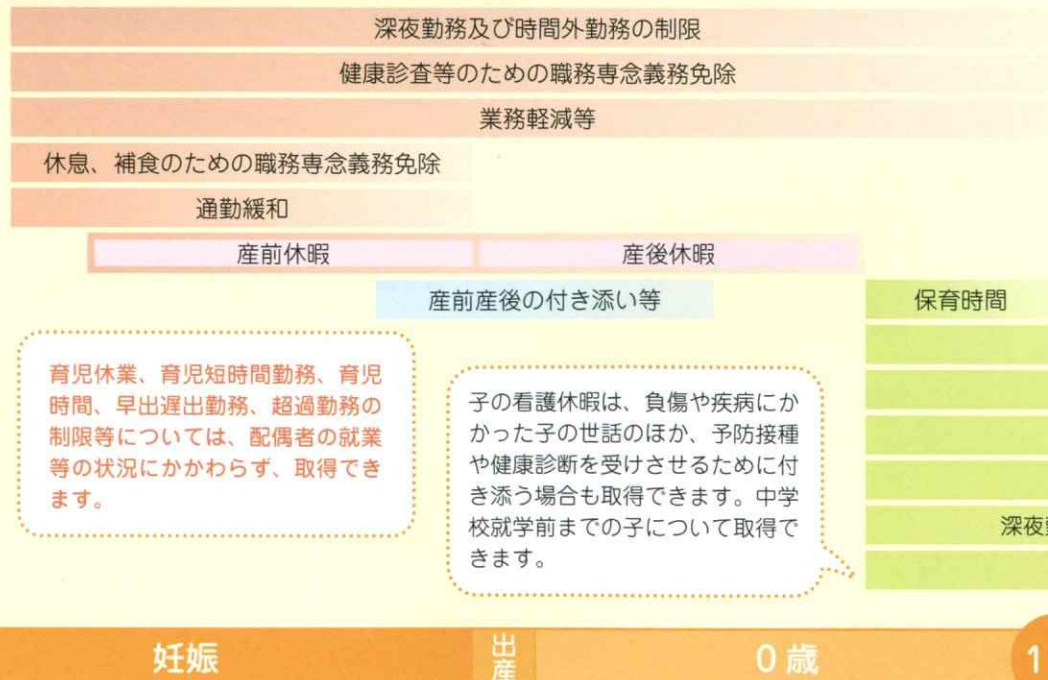 深夜勤務及び時間外勤務の制限
健康診査等のための職務専念義務免除
業務軽減等
休息、補食のための職務専念義務免除
通勤緩和
産前休暇
産後休暇
産前産後の付き添い等
保育時間
育児休業、育児短時間勤務、育児
時間、早出遅出勤務、超過勤務の
制限等については、配偶者の就業
等の状況にかかわらず、取得でき
ます。
子の看護休暇は、負傷や疾病にか
かった子の世話のほか、予防接種
や健康診断を受けさせるために付
き添う場合も取得できます。中学
校就学前までの子について取得で
きます。
深夜
妊娠
出産
0歳
1